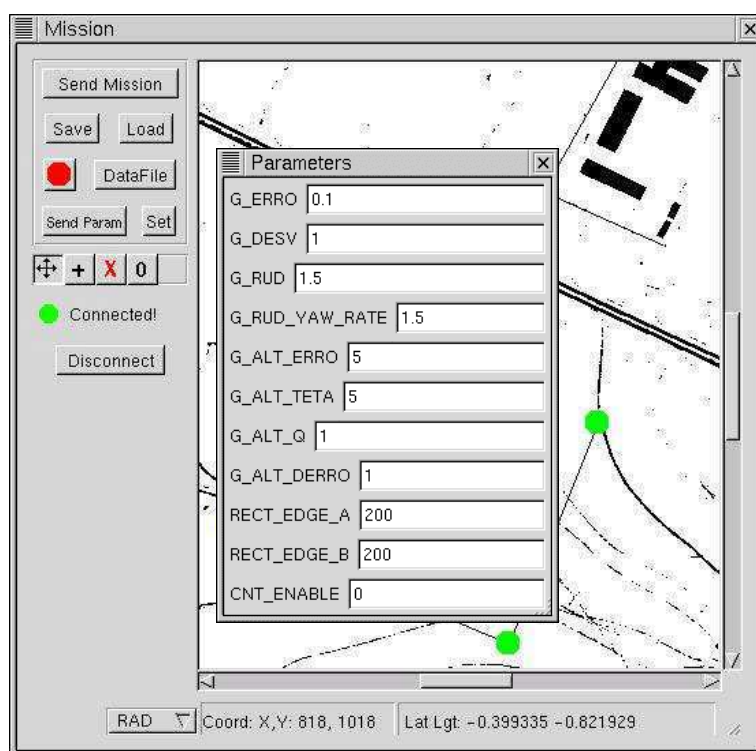 Mission
Send Mission
Save Load
DataFile
Send Param Set
+ X 0
Connected!
Disconnect
Parameters
G_ERRO 0.1
G_DESV 1
G_RUD 1.5
G_RUD_YAW_RATE 1.5
G_ALT_ERRO 5
G_ALT_TETA 5
G_ALT_Q 1
G_ALT_DERRO 1
RECT_EDGE_A 200
RECT_EDGE_B 200
CNT_ENABLE 0
RAD Coord: X,Y: 818, 1018 Lat Lgt: -0.399335 -0.821929